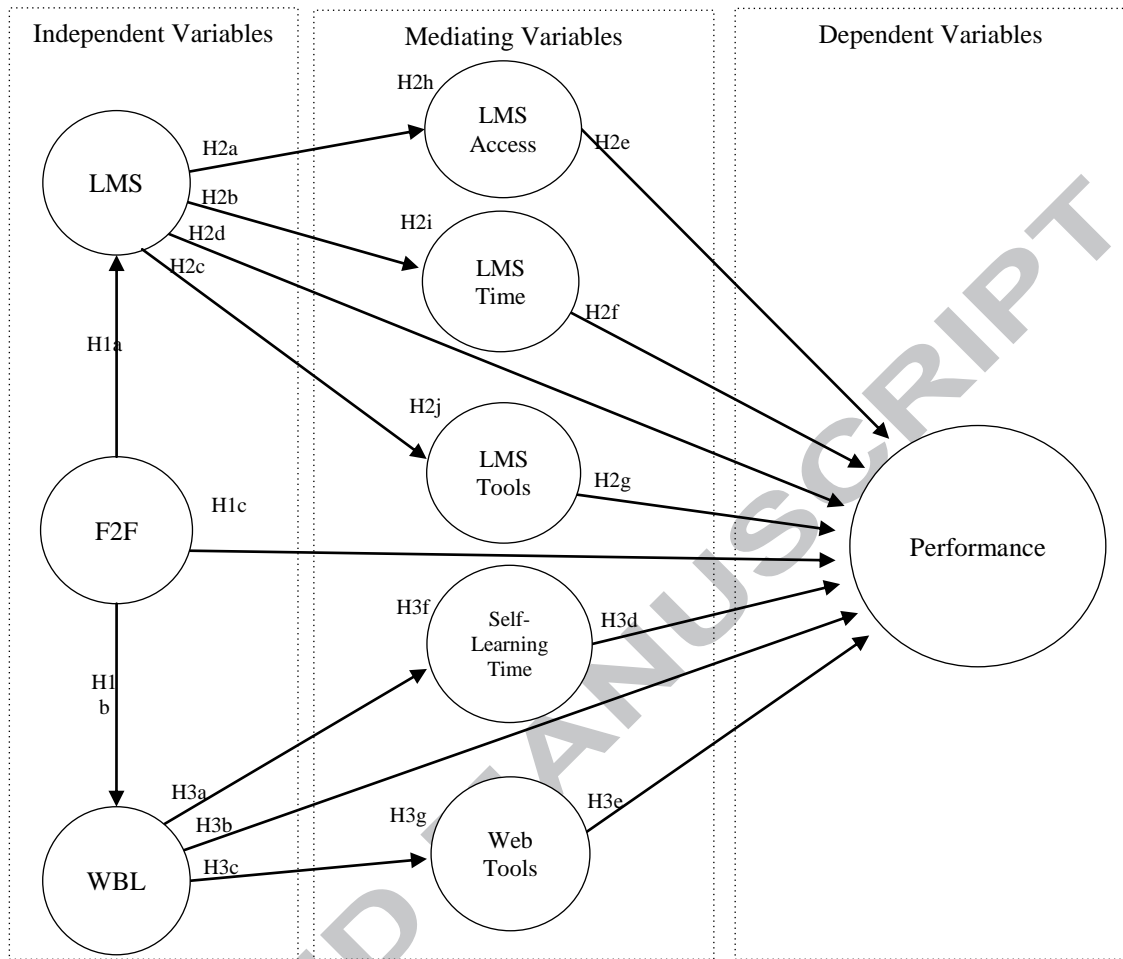 Independent Variables
Mediating Variables
Dependent Variables
H2h
LMS
Access
H2a
H2e
LMS
H2b
H2i
H2d
H2c
LMS
Time
H2f
H1a
H2j
LMS
Tools
H2g
H1c
F2F
Performance
H3f
Self-
Learning
Time
H3d
H1
b
H3a
H3b
H3g
H3e
Web
Tools
H3c
WBL
D MANUSCRIPT